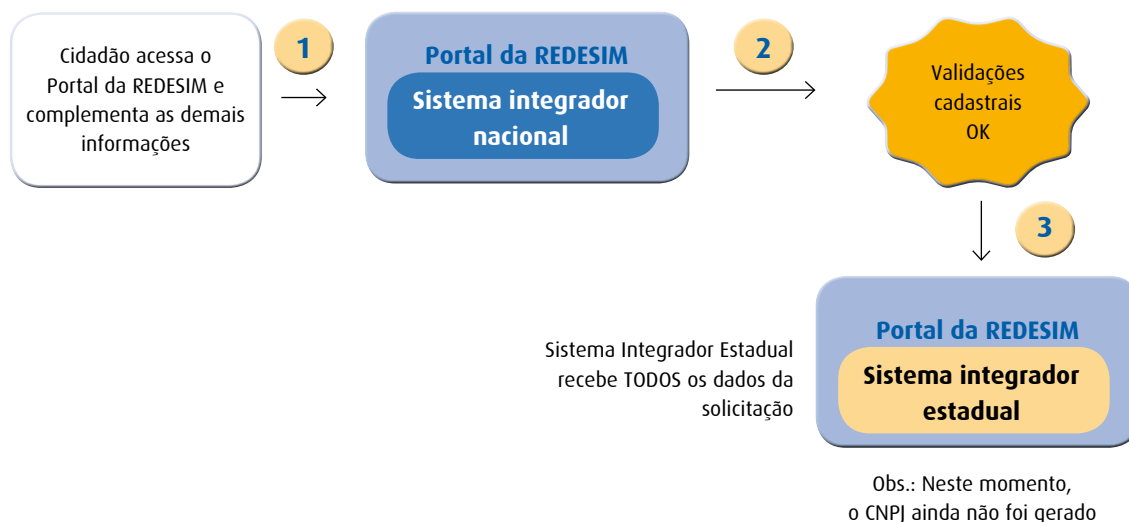 Cidadão acessa o
Portal da REDESIM e
complementa as demais
informações
1
Portal da REDESIM
Sistema integrador
nacional
2
Validações
cadastrais
OK
3
Sistema Integrador Estadual
recebe TODOS os dados da
solicitação
Portal da REDESIM
Sistema integrador
estadual
Obs.: Neste momento,
o CNPJ ainda não foi gerado